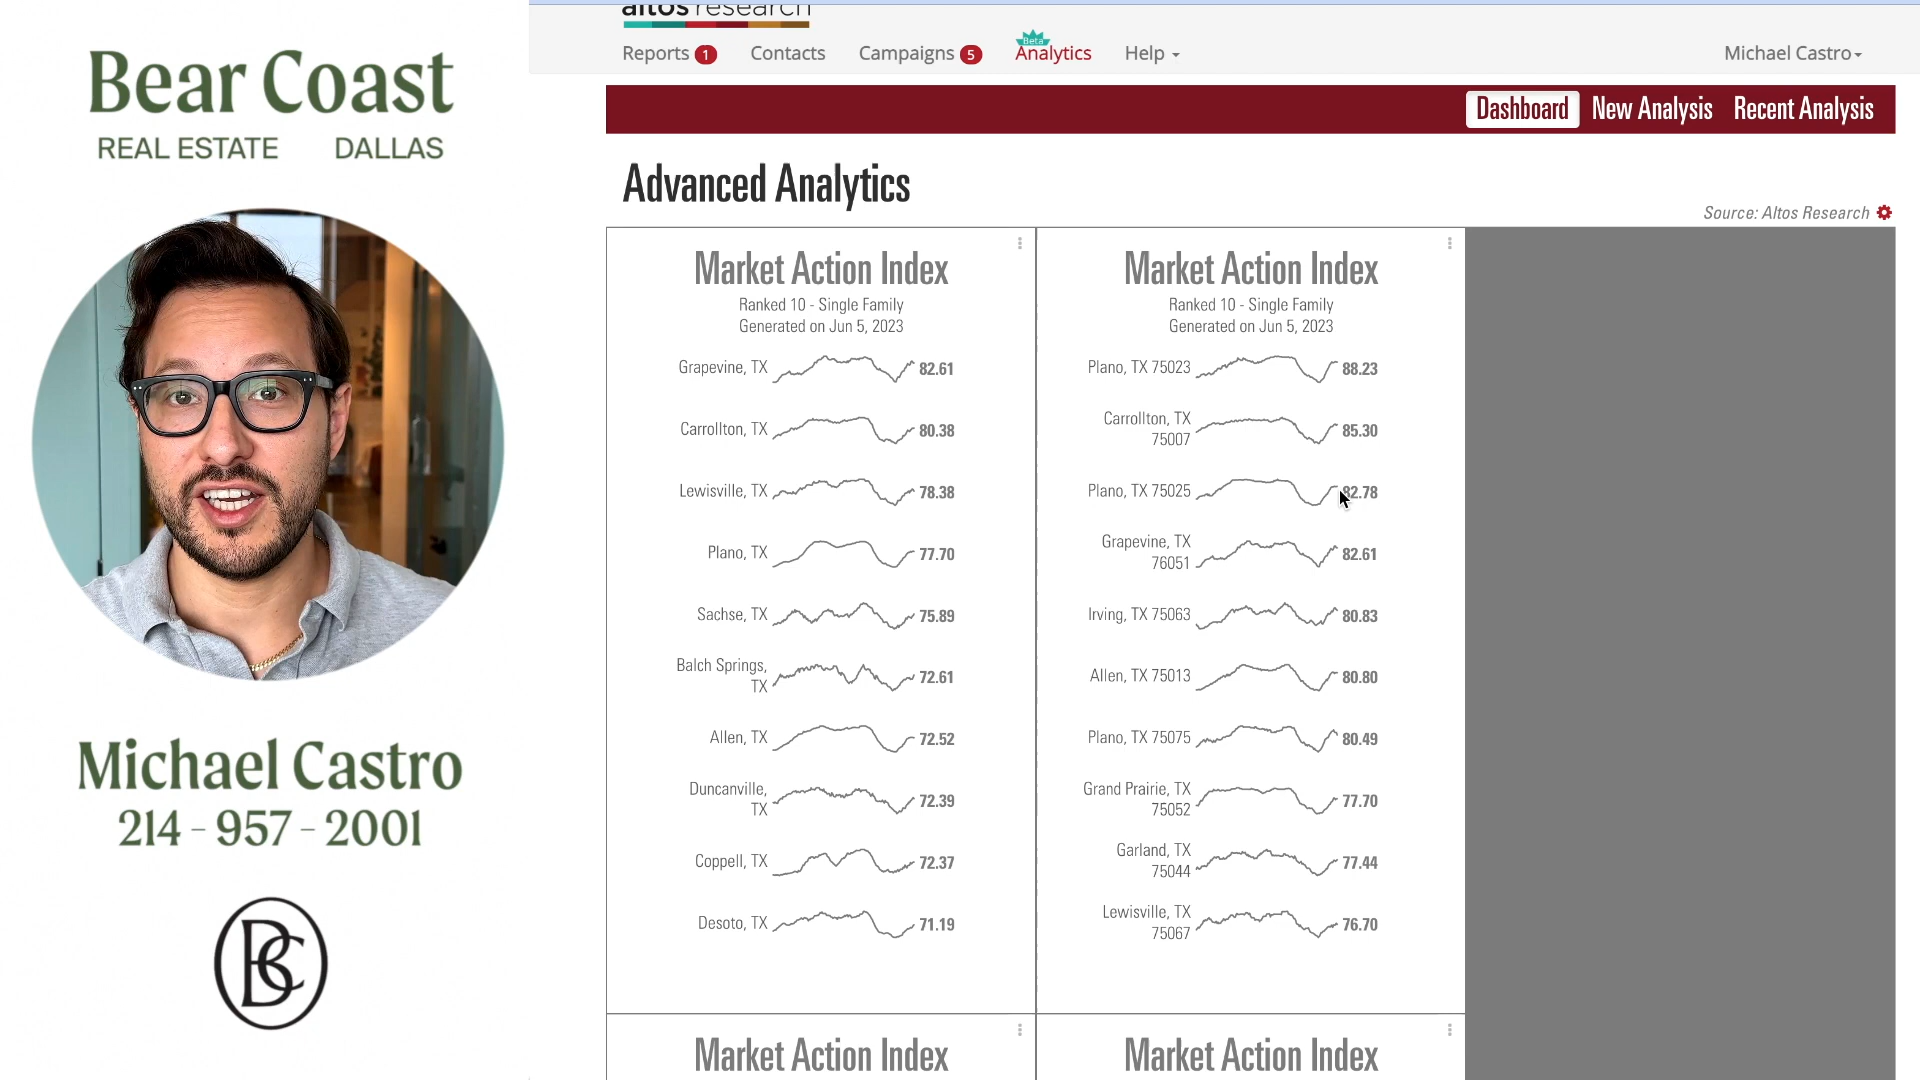 Bear Coast
REAL ESTATE DALLAS
Michael Castro
214 - 957 - 2001
BC
altos research
Reports 1 Contacts Campaigns 5 Beta Analytics Help Michael Castro
Dashboard New Analysis Recent Analysis
Advanced Analytics
Source: Altos Research
Market Action Index
Ranked 10 - Single Family
Generated on Jun 5, 2023
Grapevine, TX 82.61
Carrollton, TX 80.38
Lewisville, TX 78.38
Plano, TX 77.70
Sachse, TX 75.89
Balch Springs,
TX 72.61
Allen, TX 72.52
Duncanville,
TX 72.39
Coppell, TX 72.37
Desoto, TX 71.19
Market Action Index
Ranked 10 - Single Family
Generated on Jun 5, 2023
Plano, TX 75023 88.23
Carrollton, TX
75007 85.30
Plano, TX 75025 82.78
Grapevine, TX
76051 82.61
Irving, TX 75063 80.83
Allen, TX 75013 80.80
Plano, TX 75075 80.49
Grand Prairie, TX
75052 77.70
Garland, TX
75044 77.44
Lewisville, TX
75067 76.70
Market Action Index
Market Action Index